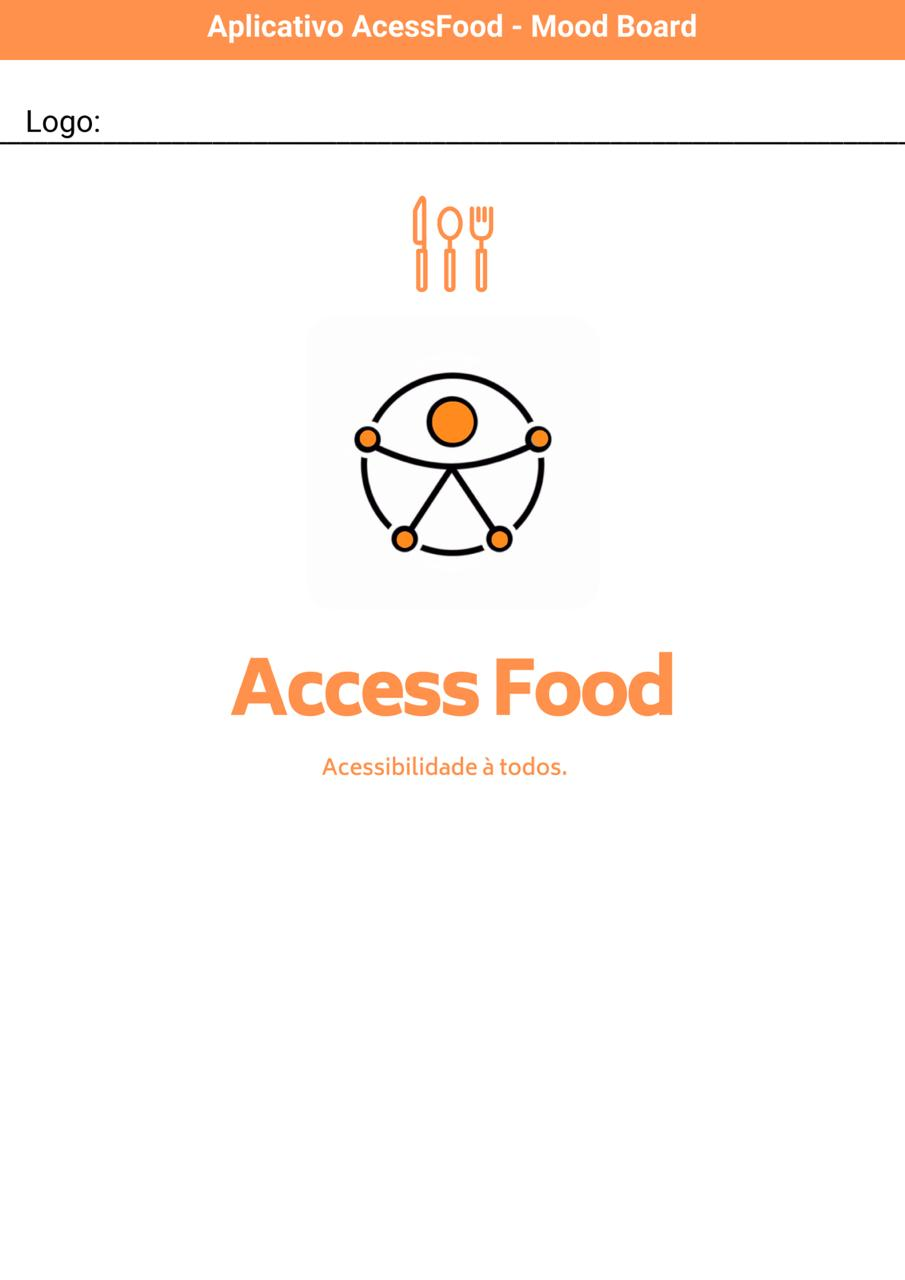 Aplicativo AcessFood - Mood Board
Logo:
Access Food
Acessibilidade à todos.